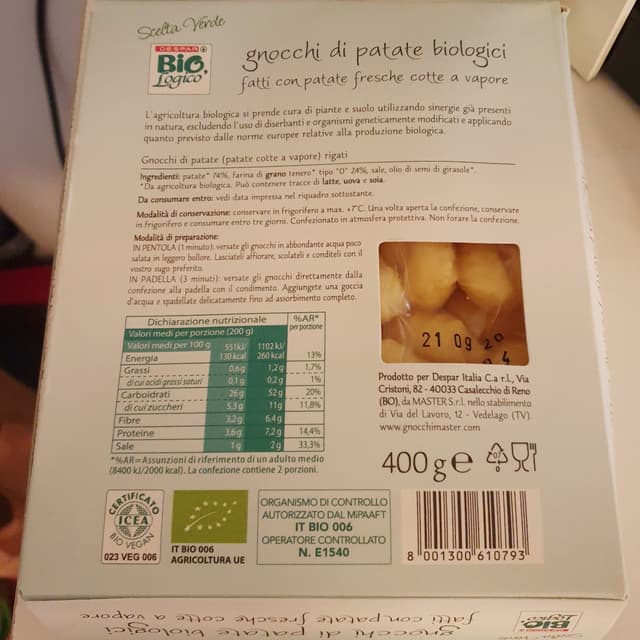 Scelta Verde
DESPAR
BIO,
Logico
gnocchi di patate biologici
fatti con patate fresche cotte a vapore
L'agricoltura biologica si prende cura di piante e suolo utilizzando sinergie già presenti
in natura, escludendo l'uso di diserbanti e organismi geneticamente modificati e applicando
quanto previsto dalle norme europee relative alla produzione biologica.
Gnocchi di patate (patate cotte a vapore) rigati
Ingredienti: patate* 74%, farina di grano tenero* tipo "0" 24%, sale, olio di semi di girasole*.
*Da agricoltura biologica. Può contenere tracce di latte, uova e soia.
Da consumare entro: vedi data impressa nel riquadro sottostante.
Modalità di conservazione: conservare in frigorifero a max. +7°C. Una volta aperta la confezione, conservare
in frigorifero e consumare entro tre giorni. Confezionato in atmosfera protettiva. Non forare la confezione.
Modalità di preparazione:
IN PENTOLA (1 minuto): versate gli gnocchi in abbondante acqua poco
salata in leggero bollore. Lasciateli affiorare, scolateli e conditeli con il
vostro sugo preferito.
IN PADELLA (3 minuti): versate gli gnocchi direttamente dalla
confezione alla padella con il condimento. Aggiungete una goccia
d'acqua e spadellate delicatamente fino ad assorbimento completo.
Dichiarazione nutrizionale %AR*
Valori medi per porzione (200 g) per porzione
Valori medi per 100 g 551kJ/ 1102kJ/
Energia 130 kcal 260 kcal 13%
Grassi 0,6g 1,2g 1,7%
di cui acidi grassi saturi 0,1g 0,2g 1%
Carboidrati 26g 52g 20%
di cui zuccheri 5,3g 11g 11,8%
Fibre 3,2g 6,4g
Proteine 3,6g 7,2g 14,4%
Sale 1g 2g 33,3%
*%AR=Assunzioni di riferimento di un adulto medio
(8400 kJ/2000 kcal). La confezione contiene 2 porzioni.
21 09 20
4
Prodotto per Despar Italia C.a r.l., Via
Cristoni, 82 - 40033 Casalecchio di Reno
(BO), da MASTER S.r.l. nello stabilimento
di Via del Lavoro, 12 - Vedelago (TV).
www.gnocchimaster.com
400 g e
CERTIFICATO
ICEA
BIO VEGAN
023 VEG 006
IT BIO 006
AGRICOLTURA UE
ORGANISMO DI CONTROLLO
AUTORIZZATO DAL MiPAAFT
IT BIO 006
OPERATORE CONTROLLATO
N. E1540
8 001300 610793
gnocchi di patate biologici
fatti con patate fresche cotte a vapore
BIO,
Logico